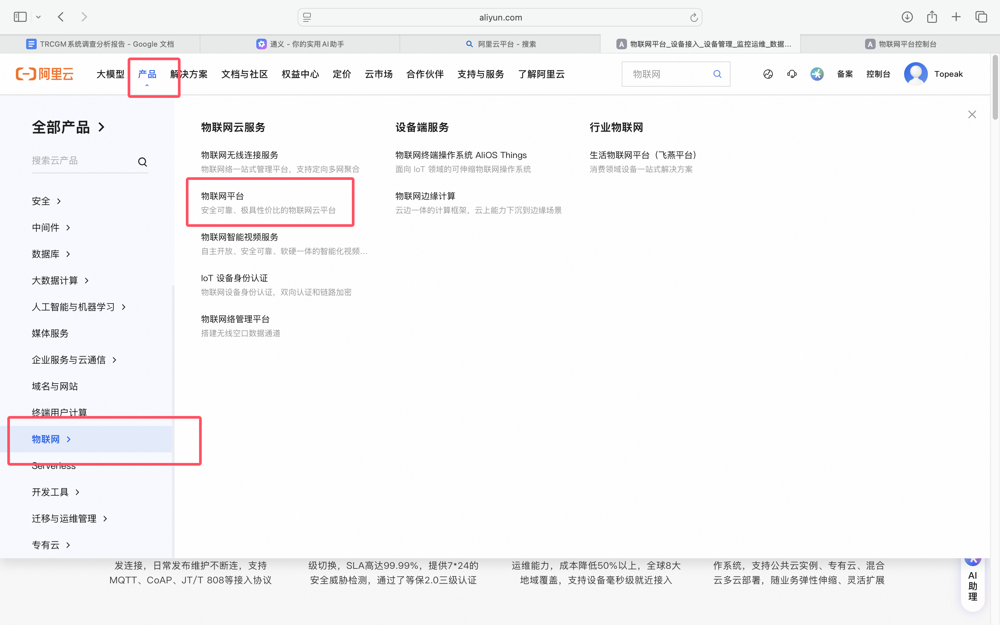 aliyun.com
TRCGM系统调查分析报告 - Google 文档
通义 - 你的实用AI助手
阿里云平台 - 搜索
A 物联网平台_设备接入_设备管理_监控运维_数据...
A 物联网平台控制台
阿里云
大模型 产品 解决方案 文档与社区 权益中心 定价 云市场 合作伙伴 支持与服务 了解阿里云
物联网
备案 控制台 Topeak
全部产品
搜索云产品
安全
中间件
数据库
大数据计算
人工智能与机器学习
媒体服务
企业服务与云通信
域名与网站
终端用户计算
物联网
Serverless
开发工具
迁移与运维管理
专有云
物联网云服务
物联网无线连接服务
物联网络一站式管理平台，支持定向多网聚合
物联网平台
安全可靠、极具性价比的物联网云平台
物联网智能视频服务
自主开放、安全可靠、软硬一体的智能化视频...
IoT 设备身份认证
物联网设备身份认证，双向认证和链路加密
物联网络管理平台
搭建无线空口数据通道
设备端服务
物联网终端操作系统 AliOS Things
面向 IoT 领域的可伸缩物联网操作系统
物联网边缘计算
云边一体的计算框架，云上能力下沉到边缘场景
行业物联网
生活物联网平台（飞燕平台）
消费领域设备一站式解决方案
发连接，日常发布维护不断连，支持
MQTT、CoAP、JT/T 808等接入协议
级切换，SLA高达99.99%，提供7*24的
安全威胁检测，通过了等保2.0三级认证
运维能力，成本降低50%以上，全球8大
地域覆盖，支持设备毫秒级就近接入
作系统，支持公共云实例、专有云、混合
云多云部署，随业务弹性伸缩、灵活扩展
AI
助
理